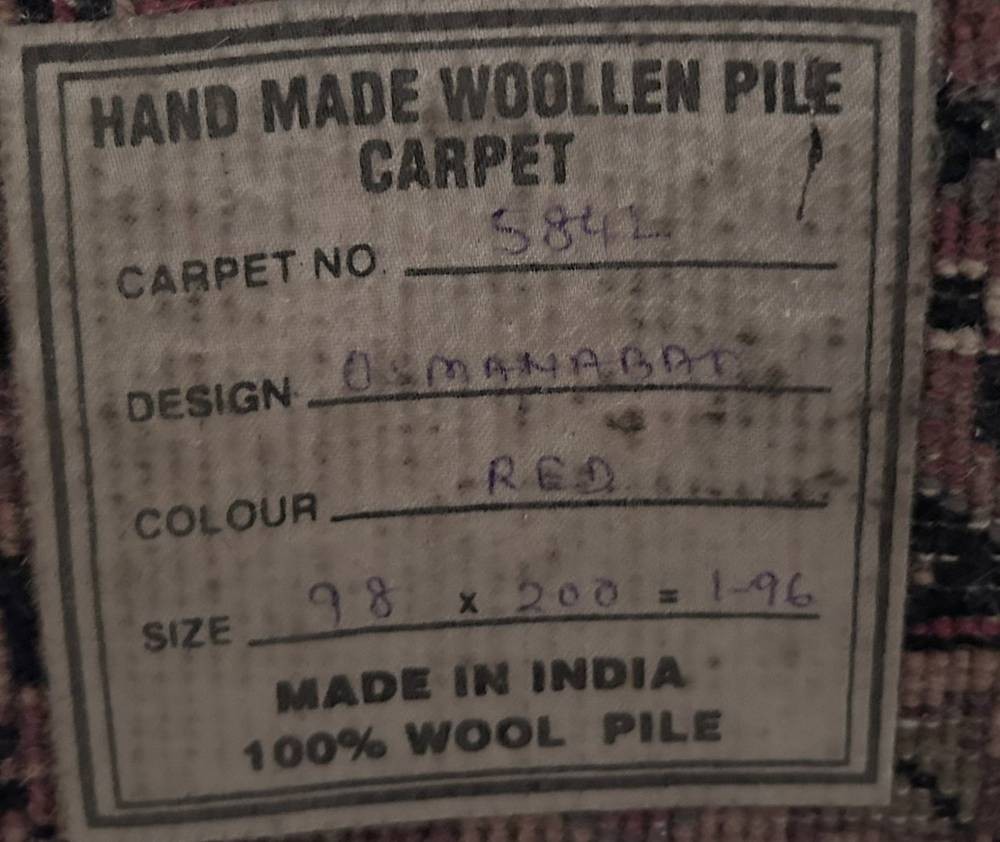 HAND MADE WOOLLEN PILE
CARPET
CARPET NO. 5842
DESIGN. OSMANABAD
COLOUR RED
SIZE 98 x 200 = 1-96
MADE IN INDIA
100% WOOL PILE